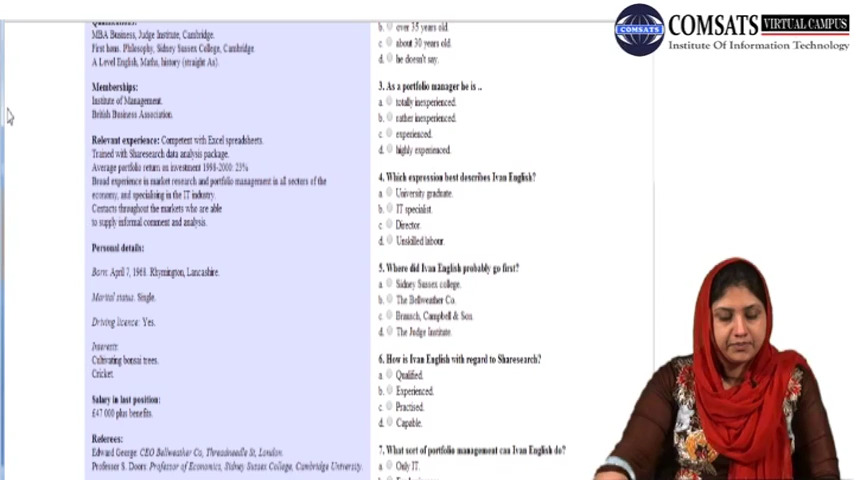 Qualifications:
MBA Business, Judge Institute, Cambridge.
First hons. Philosophy, Sidney Sussex College, Cambridge.
A Level English, Maths, history (straight As).
Memberships:
Institute of Management.
British Business Association.
Relevant experience: Competent with Excel spreadsheets.
Trained with Sharesearch data analysis package.
Average portfolio return on investment 1998-2000: 23%
Broad experience in market research and portfolio management in all sectors of the
economy, and specialising in the IT industry.
Contacts throughout the markets who are able
to supply informal comment and analysis.
Personal details:
Born: April 7, 1968. Rhymington, Lancashire.
Marital status: Single.
Driving licence: Yes.
Interests:
Cultivating bonsai trees.
Cricket.
Salary in last position:
£47 000 plus benefits.
Referees:
Edward George: CEO Bellweather Co, Threadneedle St, London.
Professor S. Doors: Professor of Economics, Sidney Sussex College, Cambridge University.
b. over 35 years old.
c. about 30 years old.
d. he doesn't say.
3. As a portfolio manager he is ..
a. totally inexperienced.
b. rather inexperienced.
c. experienced.
d. highly experienced.
4. Which expression best describes Ivan English?
a. University graduate.
b. IT specialist.
c. Director.
d. Unskilled labour.
5. Where did Ivan English probably go first?
a. Sidney Sussex college.
b. The Bellweather Co.
c. Brausch, Campbell & Son.
d. The Judge Institute.
6. How is Ivan English with regard to Sharesearch?
a. Qualified.
b. Experienced.
c. Practised.
d. Capable.
7. What sort of portfolio management can Ivan English do?
a. Only IT.
COMSATS
COMSATS VIRTUAL CAMPUS
Institute Of Information Technology